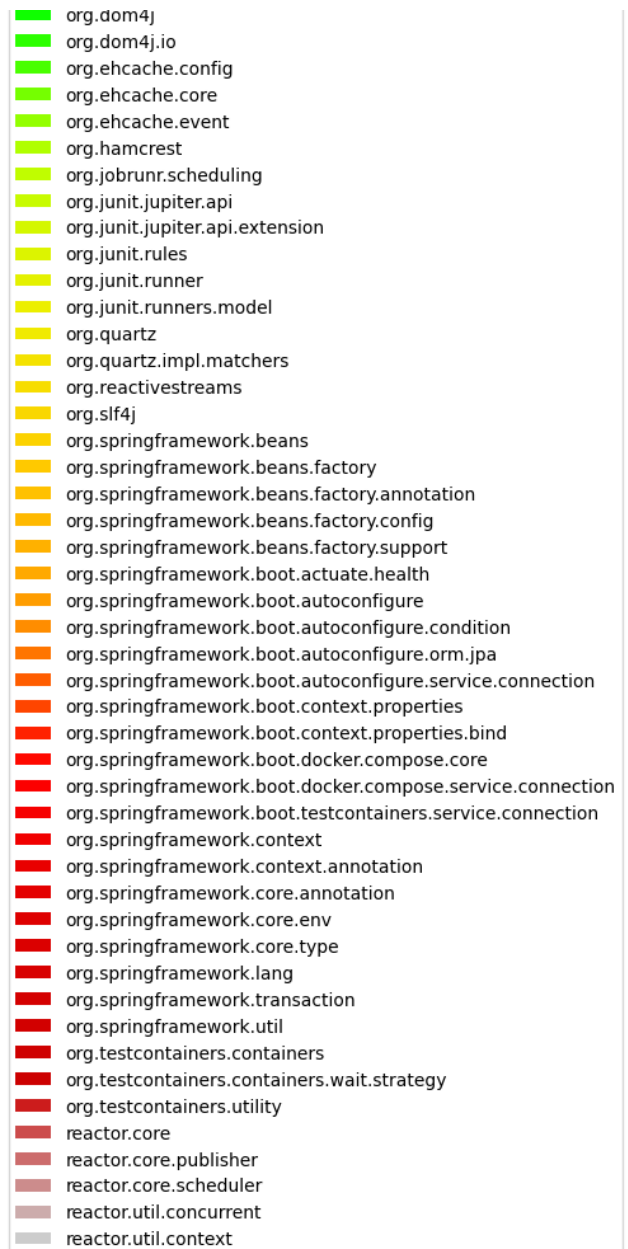 org.dom4j
org.dom4j.io
org.ehcache.config
org.ehcache.core
org.ehcache.event
org.hamcrest
org.jobrunr.scheduling
org.junit.jupiter.api
org.junit.jupiter.api.extension
org.junit.rules
org.junit.runner
org.junit.runners.model
org.quartz
org.quartz.impl.matchers
org.reactivestreams
org.slf4j
org.springframework.beans
org.springframework.beans.factory
org.springframework.beans.factory.annotation
org.springframework.beans.factory.config
org.springframework.beans.factory.support
org.springframework.boot.actuate.health
org.springframework.boot.autoconfigure
org.springframework.boot.autoconfigure.condition
org.springframework.boot.autoconfigure.orm.jpa
org.springframework.boot.autoconfigure.service.connection
org.springframework.boot.context.properties
org.springframework.boot.context.properties.bind
org.springframework.boot.docker.compose.core
org.springframework.boot.docker.compose.service.connection
org.springframework.boot.testcontainers.service.connection
org.springframework.context
org.springframework.context.annotation
org.springframework.core.annotation
org.springframework.core.env
org.springframework.core.type
org.springframework.lang
org.springframework.transaction
org.springframework.util
org.testcontainers.containers
org.testcontainers.containers.wait.strategy
org.testcontainers.utility
reactor.core
reactor.core.publisher
reactor.core.scheduler
reactor.util.concurrent
reactor.util.context